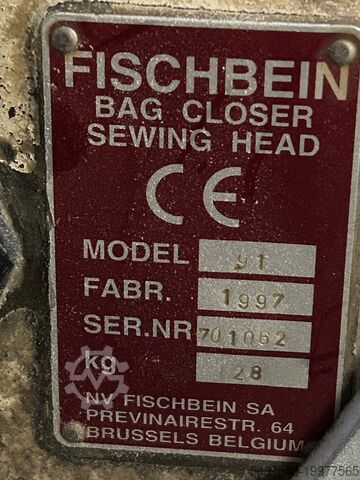 FISCHBEIN
BAG CLOSER
SEWING HEAD
CE
MODEL 91
FABR. 1997
SER.NR 701062
kg 28
NV FISCHBEIN SA
PREVINAIRESTR. 64
BRUSSELS BELGIUM